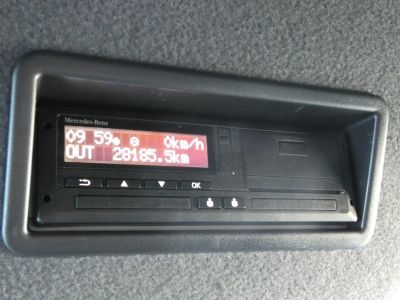 Mercedes-Benz
09 59 0km/h
OUT 28185.5km
OK